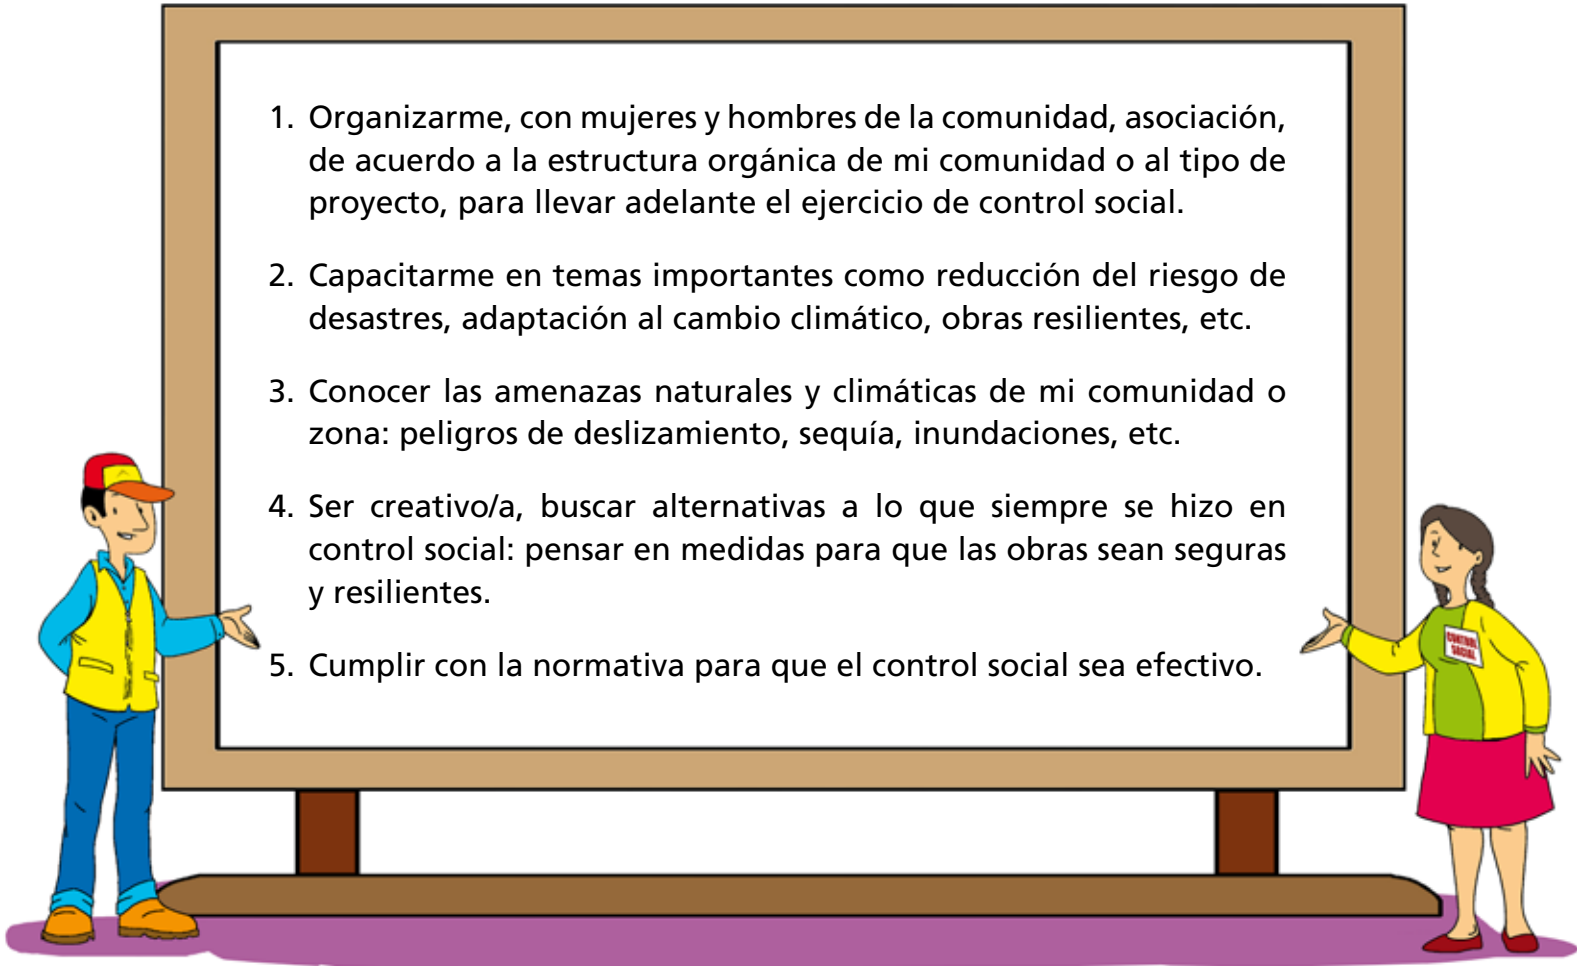 1. Organizarme, con mujeres y hombres de la comunidad, asociación,
de acuerdo a la estructura orgánica de mi comunidad o al tipo de
proyecto, para llevar adelante el ejercicio de control social.
2. Capacitarme en temas importantes como reducción del riesgo de
desastres, adaptación al cambio climático, obras resilientes, etc.
3. Conocer las amenazas naturales y climáticas de mi comunidad o
zona: peligros de deslizamiento, sequía, inundaciones, etc.
4. Ser creativo/a, buscar alternativas a lo que siempre se hizo en
control social: pensar en medidas para que las obras sean seguras
y resilientes.
5. Cumplir con la normativa para que el control social sea efectivo.
CONTROL
SOCIAL